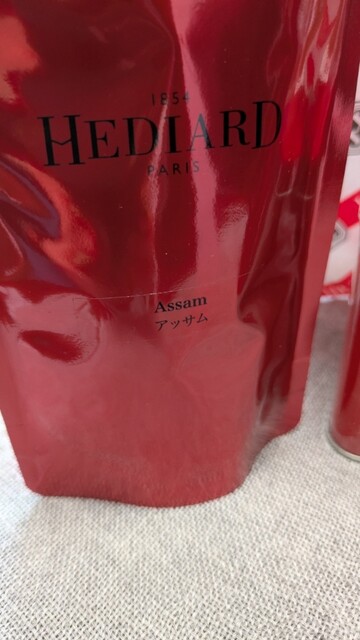 1854
HEDIARD
PARIS
Assam
アッサム